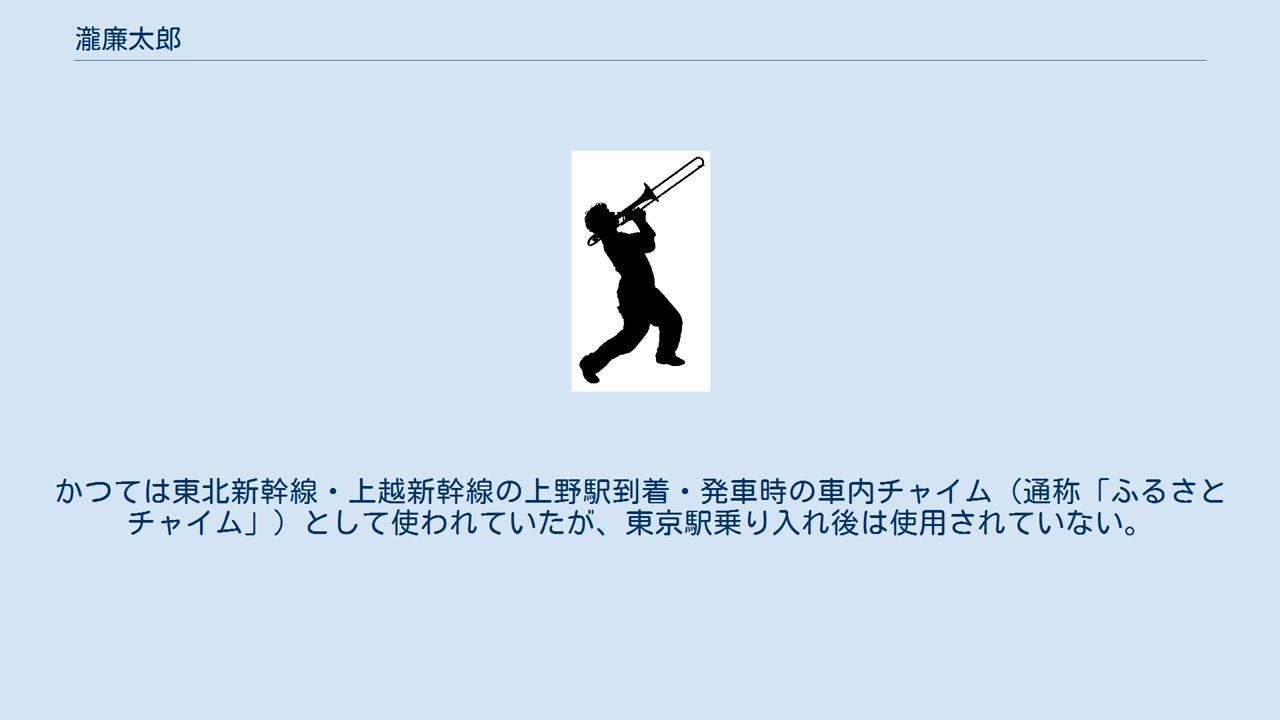 瀧廉太郎
かつては東北新幹線・上越新幹線の上野駅到着・発車時の車内チャイム（通称「ふるさと
チャイム」）として使われていたが、東京駅乗り入れ後は使用されていない。